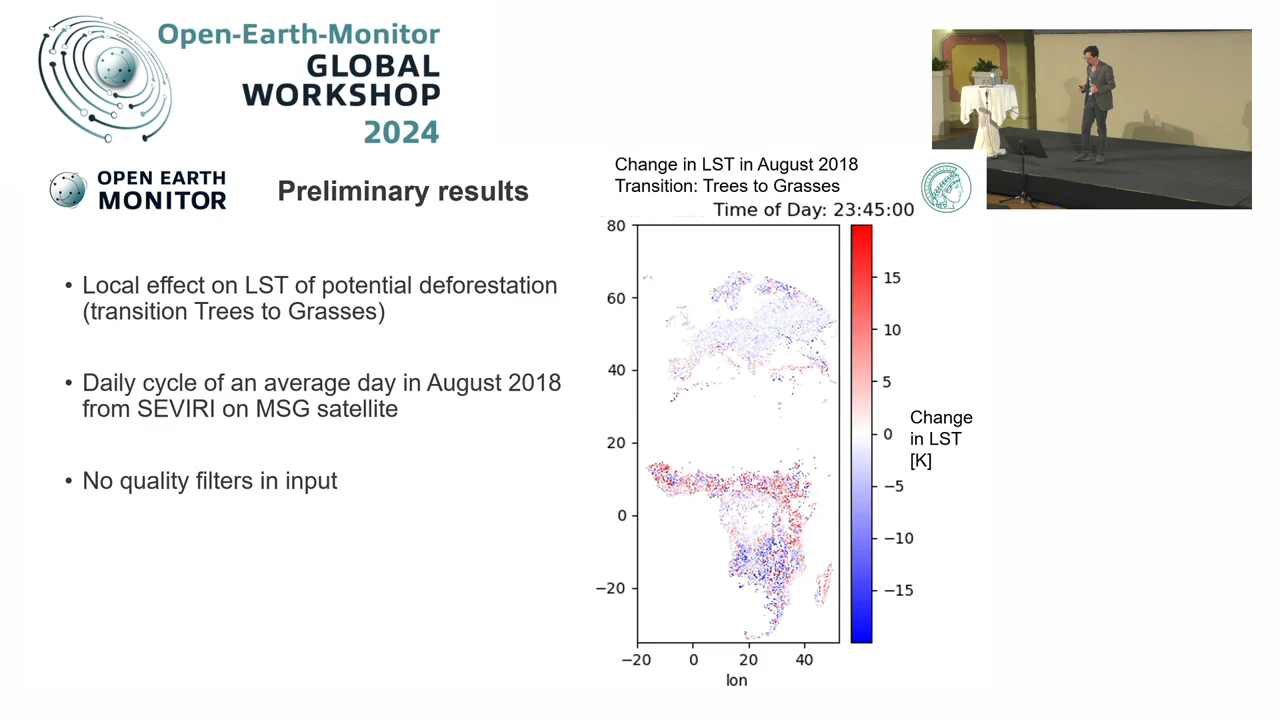 Open-Earth-Monitor
GLOBAL
WORKSHOP
2024
OPEN EARTH
MONITOR
Preliminary results
• Local effect on LST of potential deforestation
(transition Trees to Grasses)
• Daily cycle of an average day in August 2018
from SEVIRI on MSG satellite
• No quality filters in input
Change in LST in August 2018
Transition: Trees to Grasses
Time of Day: 23:45:00
80
60
40
20
0
−20
−20
0
20
40
lon
15
10
5
0
−5
−10
−15
Change
in LST
[K]